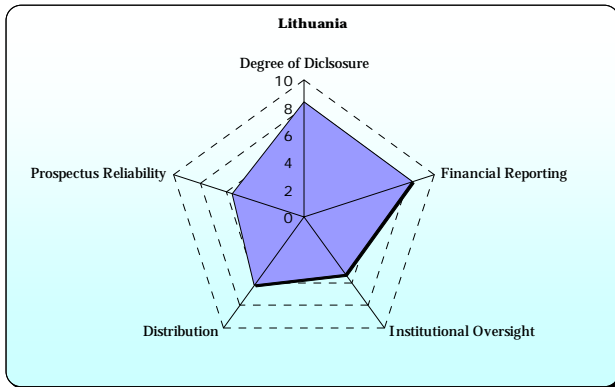 Lithuania
Degree of Diclsosure
10
8
6
4
2
0
Prospectus Reliability
Financial Reporting
Distribution
Institutional Oversight